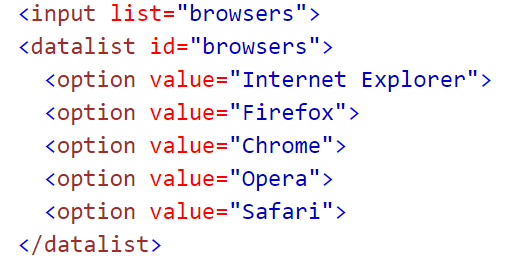 <input list="browsers">
<datalist id="browsers">
  <option value="Internet Explorer">
  <option value="Firefox">
  <option value="Chrome">
  <option value="Opera">
  <option value="Safari">
</datalist>